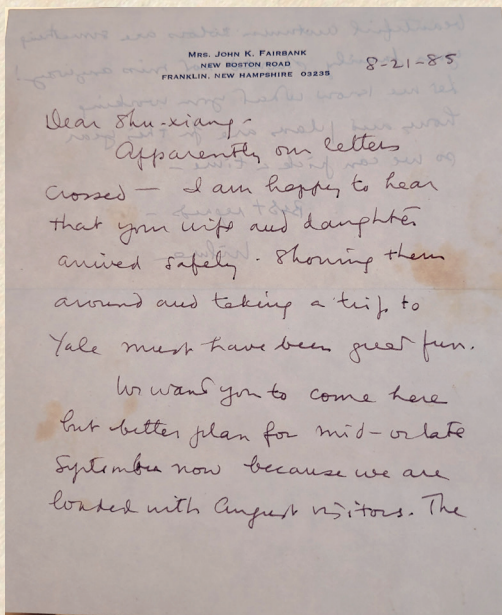 MRS. JOHN K. FAIRBANK
NEW BOSTON ROAD
FRANKLIN, NEW HAMPSHIRE 03235
8-21-85
Dear Shu-xiang -
Apparently our letters
crossed — I am happy to hear
that your wife and daughter
arrived safely. Showing them
around and taking a trip to
Yale must have been great fun.
We want you to come here
but better plan for mid- or late
September now because we are
loaded with August visitors. The